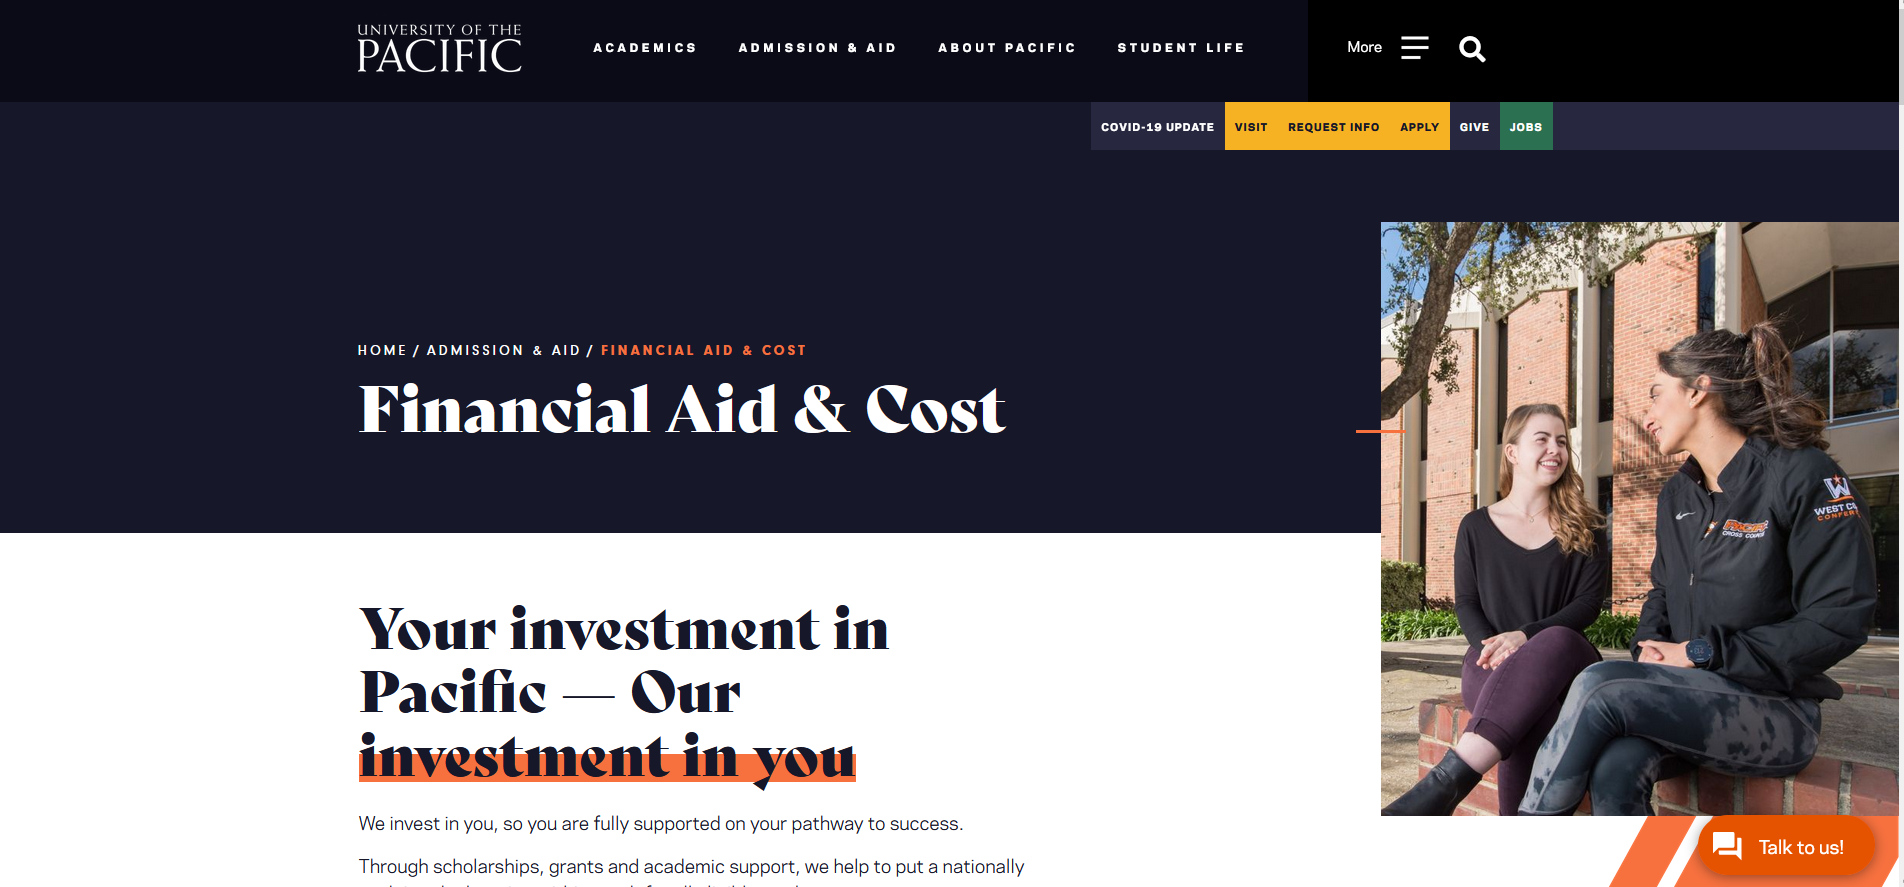 UNIVERSITY OF THE
PACIFIC
ACADEMICS
ADMISSION & AID
ABOUT PACIFIC
STUDENT LIFE
More
COVID-19 UPDATE
VISIT
REQUEST INFO
APPLY
GIVE
JOBS
HOME / ADMISSION & AID / FINANCIAL AID & COST
Financial Aid & Cost
Your investment in
Pacific — Our
investment in you
We invest in you, so you are fully supported on your pathway to success.
Through scholarships, grants and academic support, we help to put a nationally
W
WEST
PACIFIC
CROSS
Talk to us!